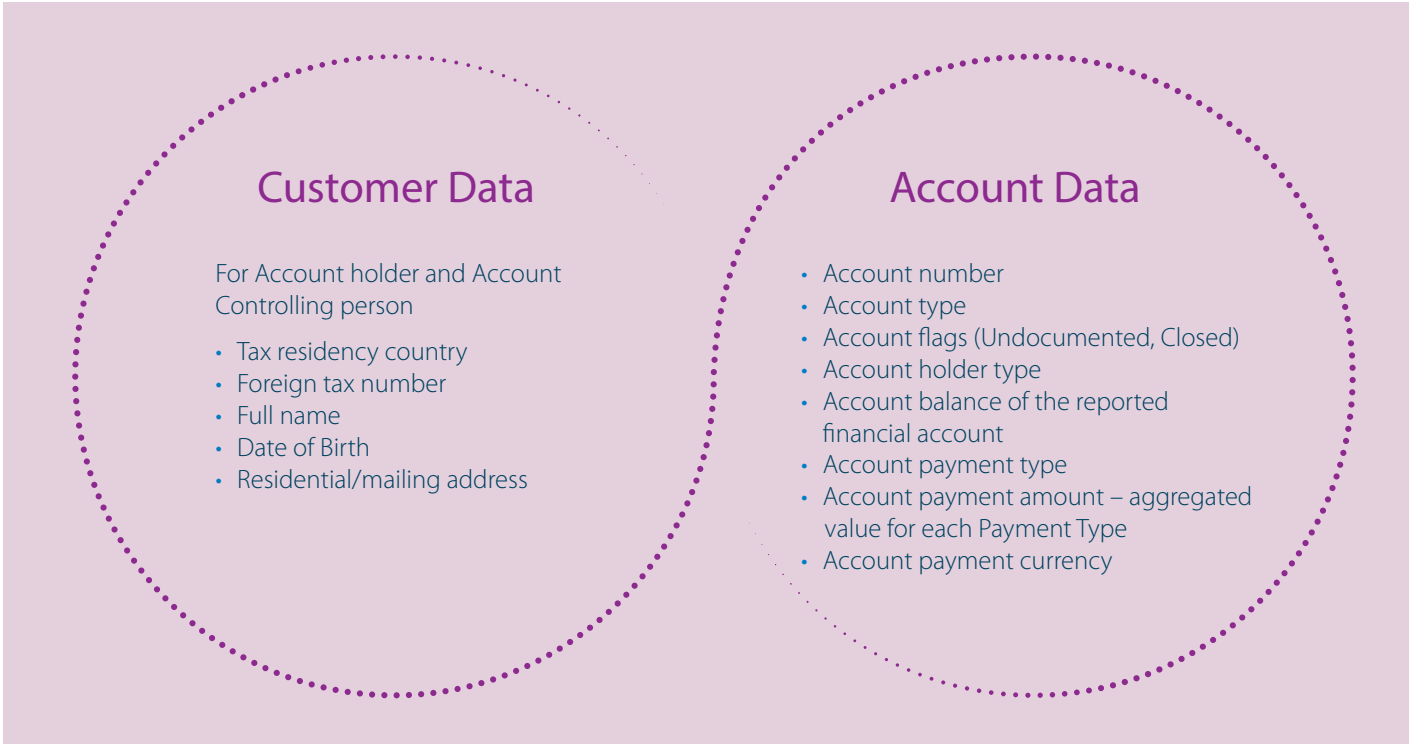 Customer Data
For Account holder and Account
Controlling person
• Tax residency country
• Foreign tax number
• Full name
• Date of Birth
• Residential/mailing address
Account Data
• Account number
• Account type
• Account flags (Undocumented, Closed)
• Account holder type
• Account balance of the reported
financial account
• Account payment type
• Account payment amount – aggregated
value for each Payment Type
• Account payment currency